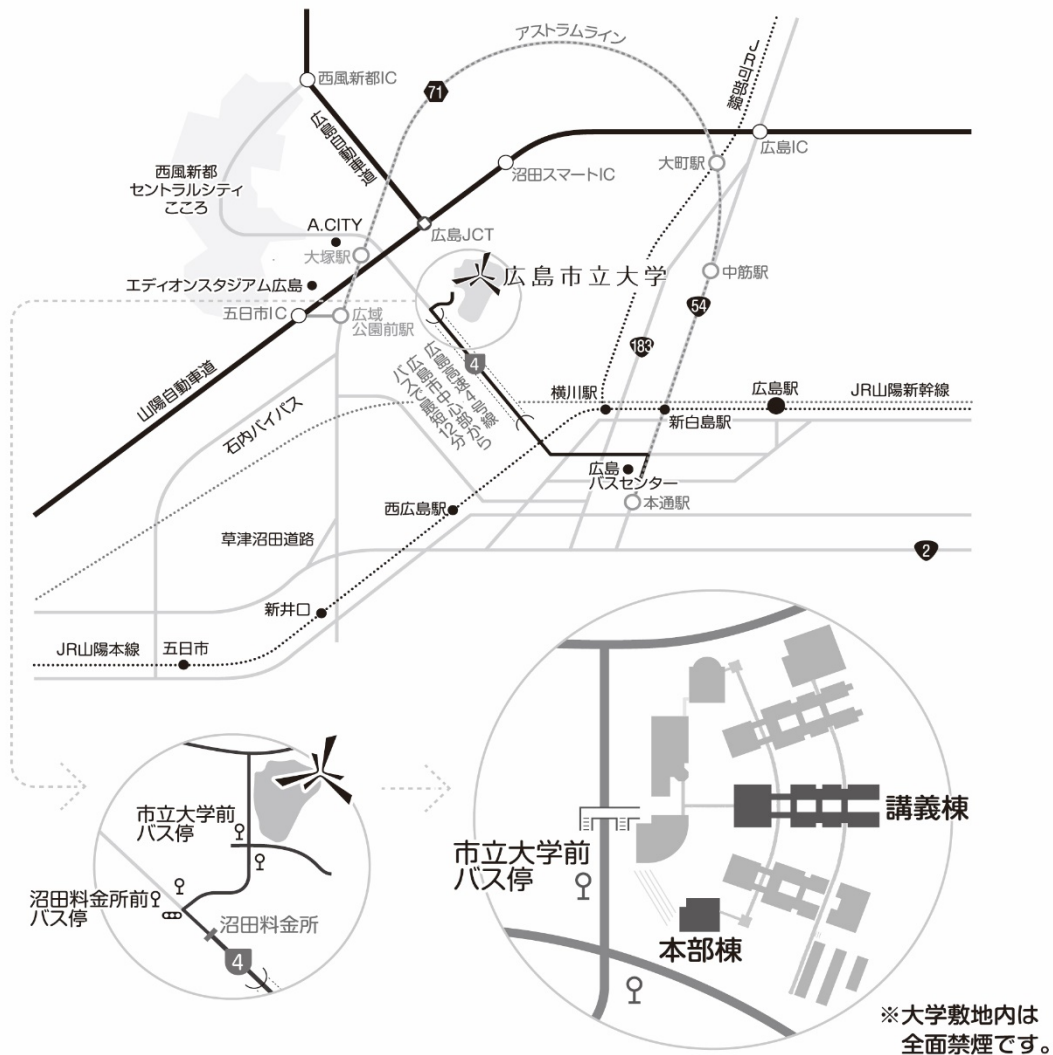 アストラムライン
JR可部線
西風新都IC
71
広島自動車道
広島IC
大町駅
沼田スマートIC
西風新都
セントラルシティ
こころ
A.CITY
広島JCT
大塚駅
広島市立大学
中筋駅
エディオンスタジアム広島
五日市IC
広域
公園前駅
54
183
4
広島高速4号線から
広島市中心部
バスで最短12分
山陽自動車道
石内バイパス
横川駅
広島駅
JR山陽新幹線
新白島駅
広島
バスセンター
本通駅
西広島駅
草津沼田道路
2
新井口
JR山陽本線
五日市
市立大学前
バス停
沼田料金所前
バス停
沼田料金所
4
講義棟
市立大学前
バス停
本部棟
※大学敷地内は
全面禁煙です。